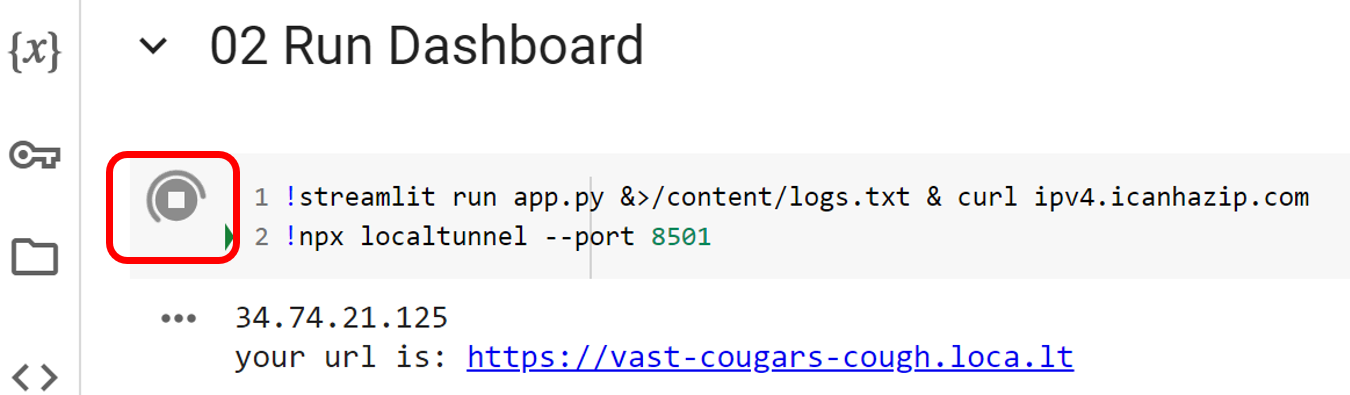 {x}
02 Run Dashboard
1 !streamlit run app.py &>/content/logs.txt & curl ipv4.icanhazip.com
2 !npx localtunnel --port 8501
34.74.21.125
your url is: https://vast-cougars-cough.loca.lt